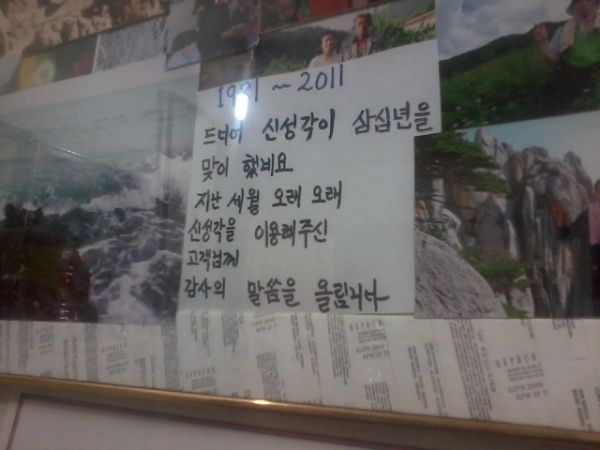 1981 ~ 2011
드디어 신성각이 삼십년을
맞이 했네요
지난 세월 오래 오래
신성각을 이용해주신
고객님께
감사의 말씀을 올립니다